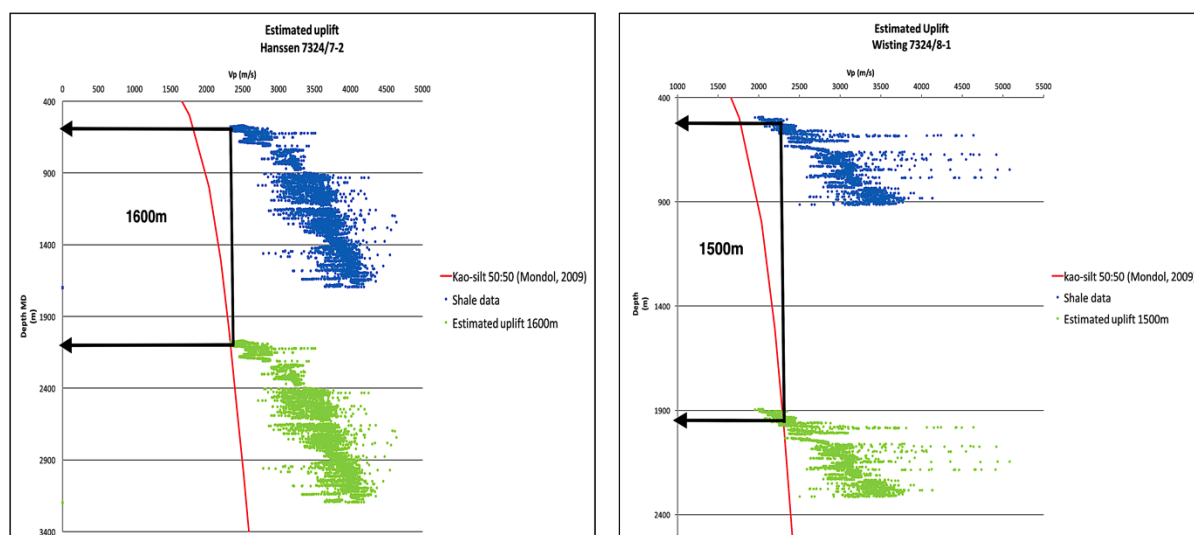 Estimated uplift
Hanssen 7324/7-2
Vp (m/s)
0 500 1000 1500 2000 2500 3000 3500 4000 4500 5000
400
900
1400
1900
2400
2900
3400
Depth MD
(m)
1600m
Kao-silt 50:50 (Mondol, 2009)
Shale data
Estimated uplift 1600m
Estimated Uplift
Wisting 7324/8-1
Vp (m/s)
1000 1500 2000 2500 3000 3500 4000 4500 5000 5500
400
900
1400
1900
2400
Depth
(m)
1500m
kao-silt 50:50 (Mondol, 2009)
Shale data
Estimated uplift 1500m